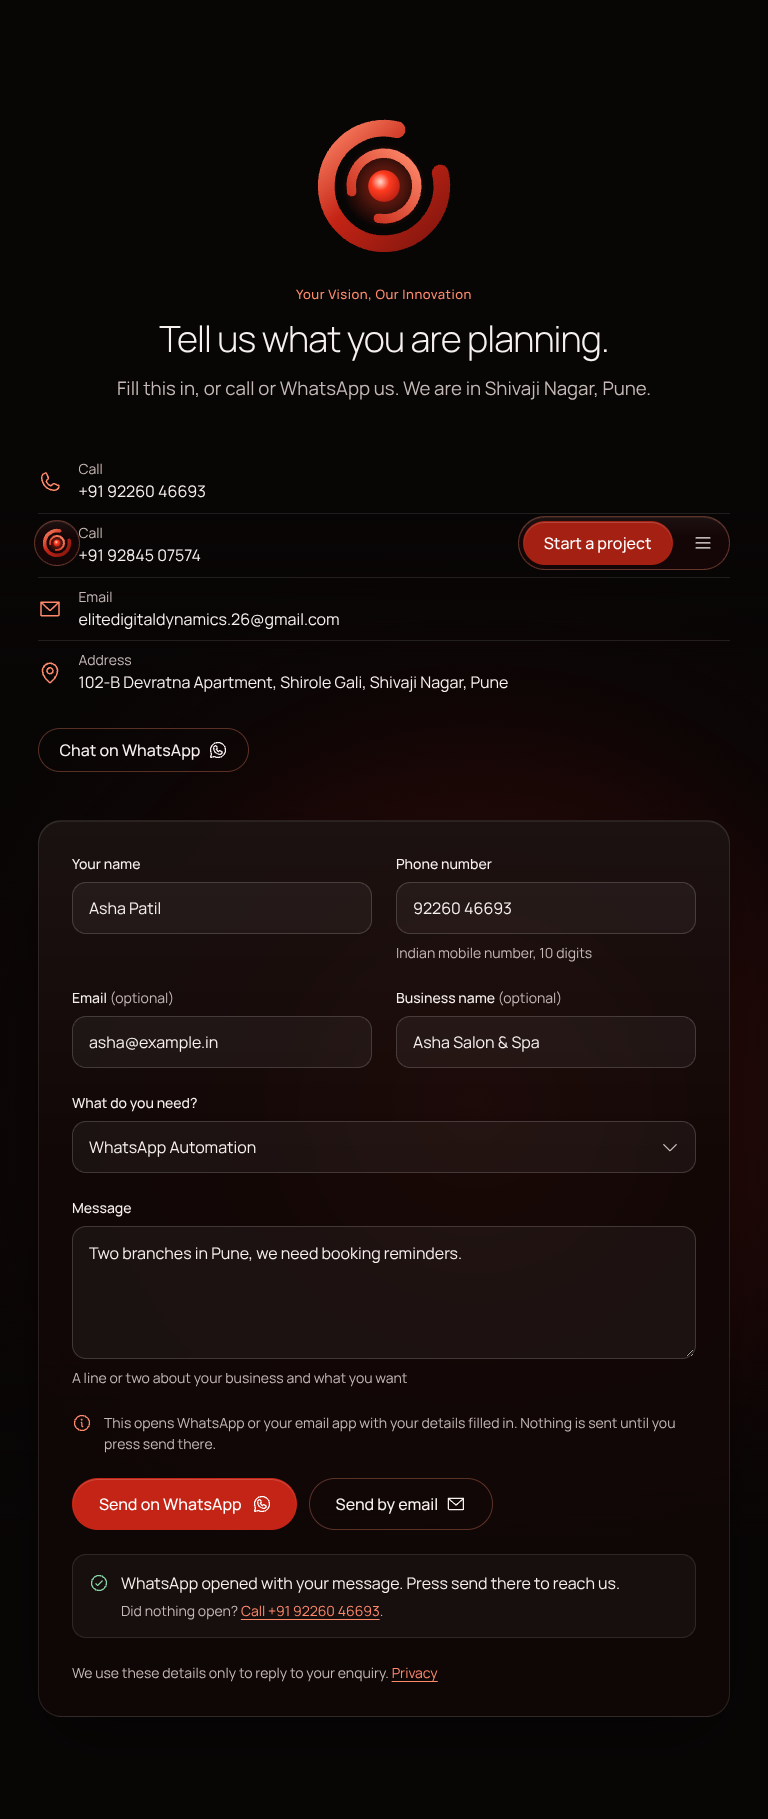 Your Vision, Our Innovation
Tell us what you are planning.
Fill this in, or call or WhatsApp us. We are in Shivaji Nagar, Pune.
Call
+91 92260 46693
Call
+91 92845 07574
Start a project
Email
elitedigitaldynamics.26@gmail.com
Address
102-B Devratna Apartment, Shirole Gali, Shivaji Nagar, Pune
Chat on WhatsApp
Your name
Asha Patil
Phone number
92260 46693
Indian mobile number, 10 digits
Email (optional)
asha@example.in
Business name (optional)
Asha Salon & Spa
What do you need?
WhatsApp Automation
Message
Two branches in Pune, we need booking reminders.
A line or two about your business and what you want
This opens WhatsApp or your email app with your details filled in. Nothing is sent until you
press send there.
Send on WhatsApp
Send by email
WhatsApp opened with your message. Press send there to reach us.
Did nothing open? Call +91 92260 46693.
We use these details only to reply to your enquiry. Privacy